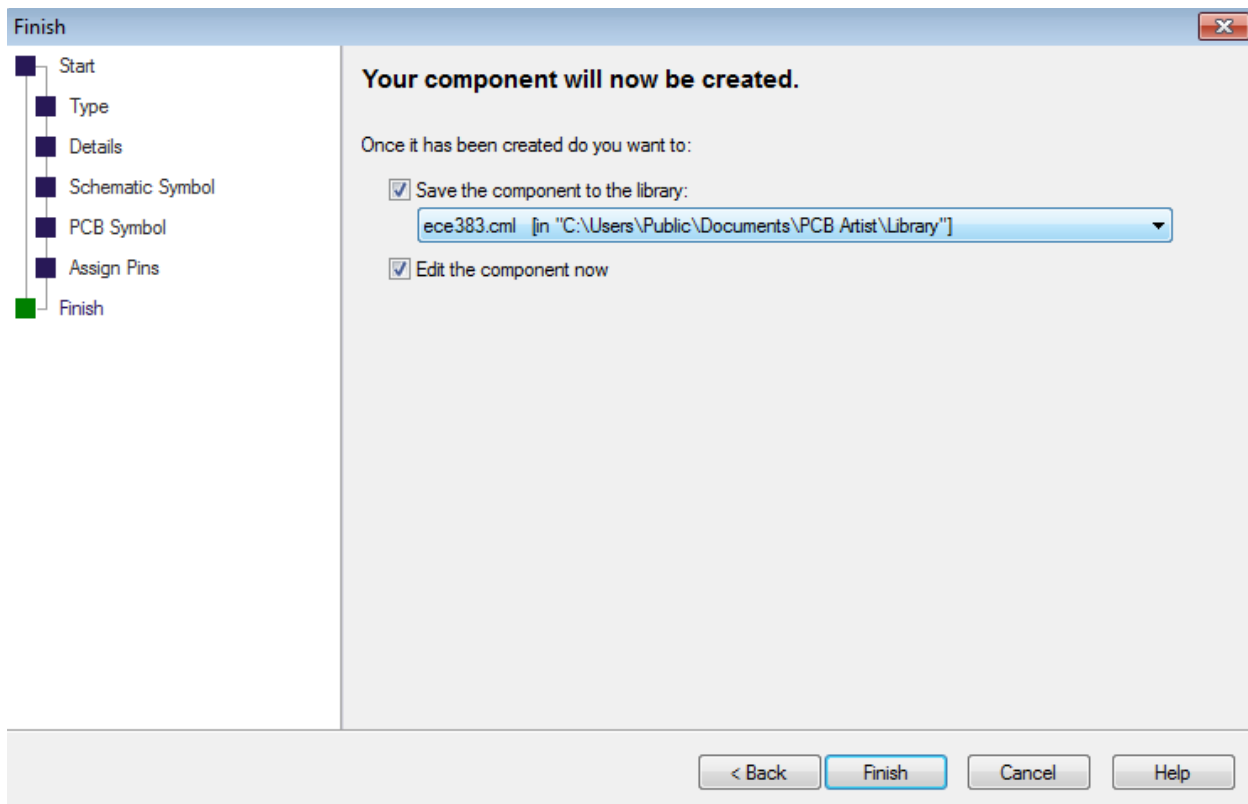 Finish
Start
Type
Details
Schematic Symbol
PCB Symbol
Assign Pins
Finish
Your component will now be created.
Once it has been created do you want to:
Save the component to the library:
ece383.cml [in "C:\Users\Public\Documents\PCB Artist\Library"]
Edit the component now
< Back Finish Cancel Help